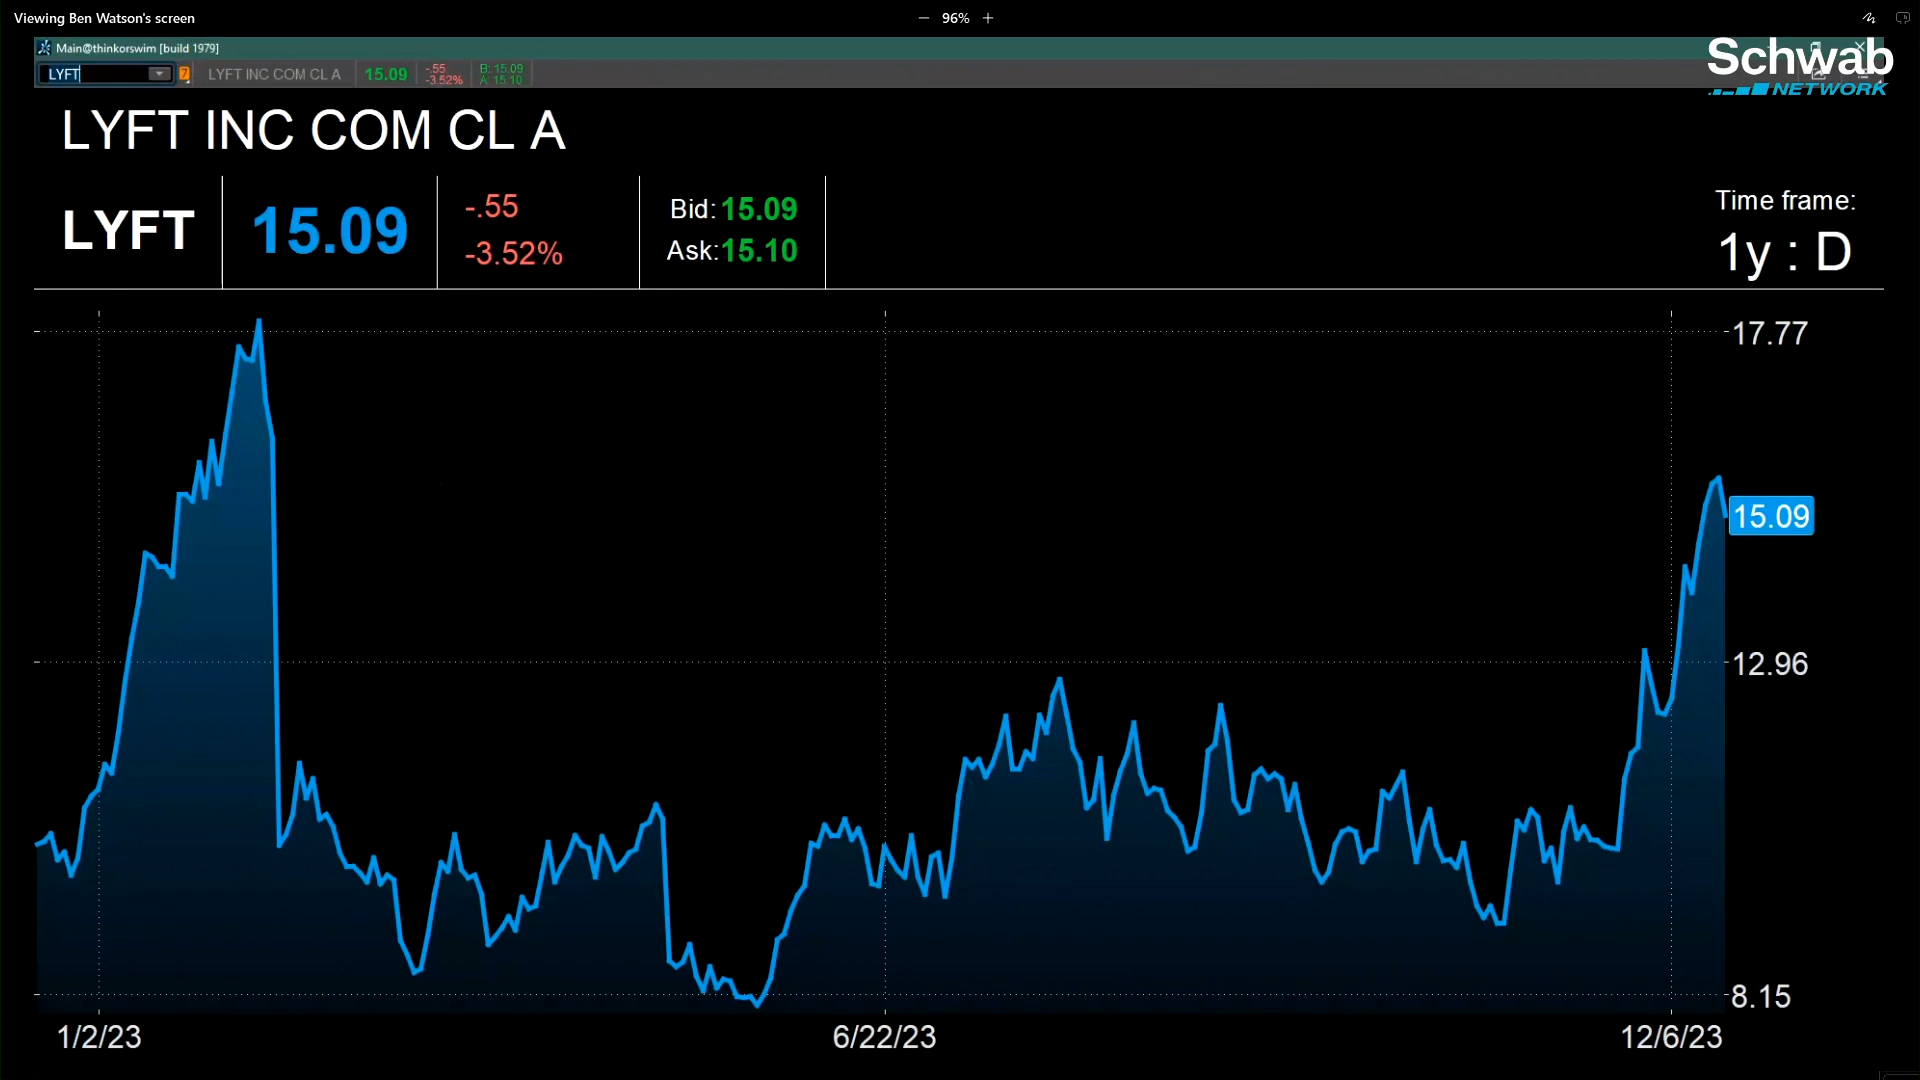 Viewing Ben Watson's screen
96%
Main@thinkorswim [build 1979]
LYFT
LYFT INC COM CL A
15.09
-.55
-3.52%
B: 15.09
A: 15.10
Schwab
NETWORK
LYFT INC COM CL A
LYFT
15.09
-.55
-3.52%
Bid: 15.09
Ask: 15.10
Time frame:
1y : D
17.77
15.09
12.96
8.15
1/2/23
6/22/23
12/6/23